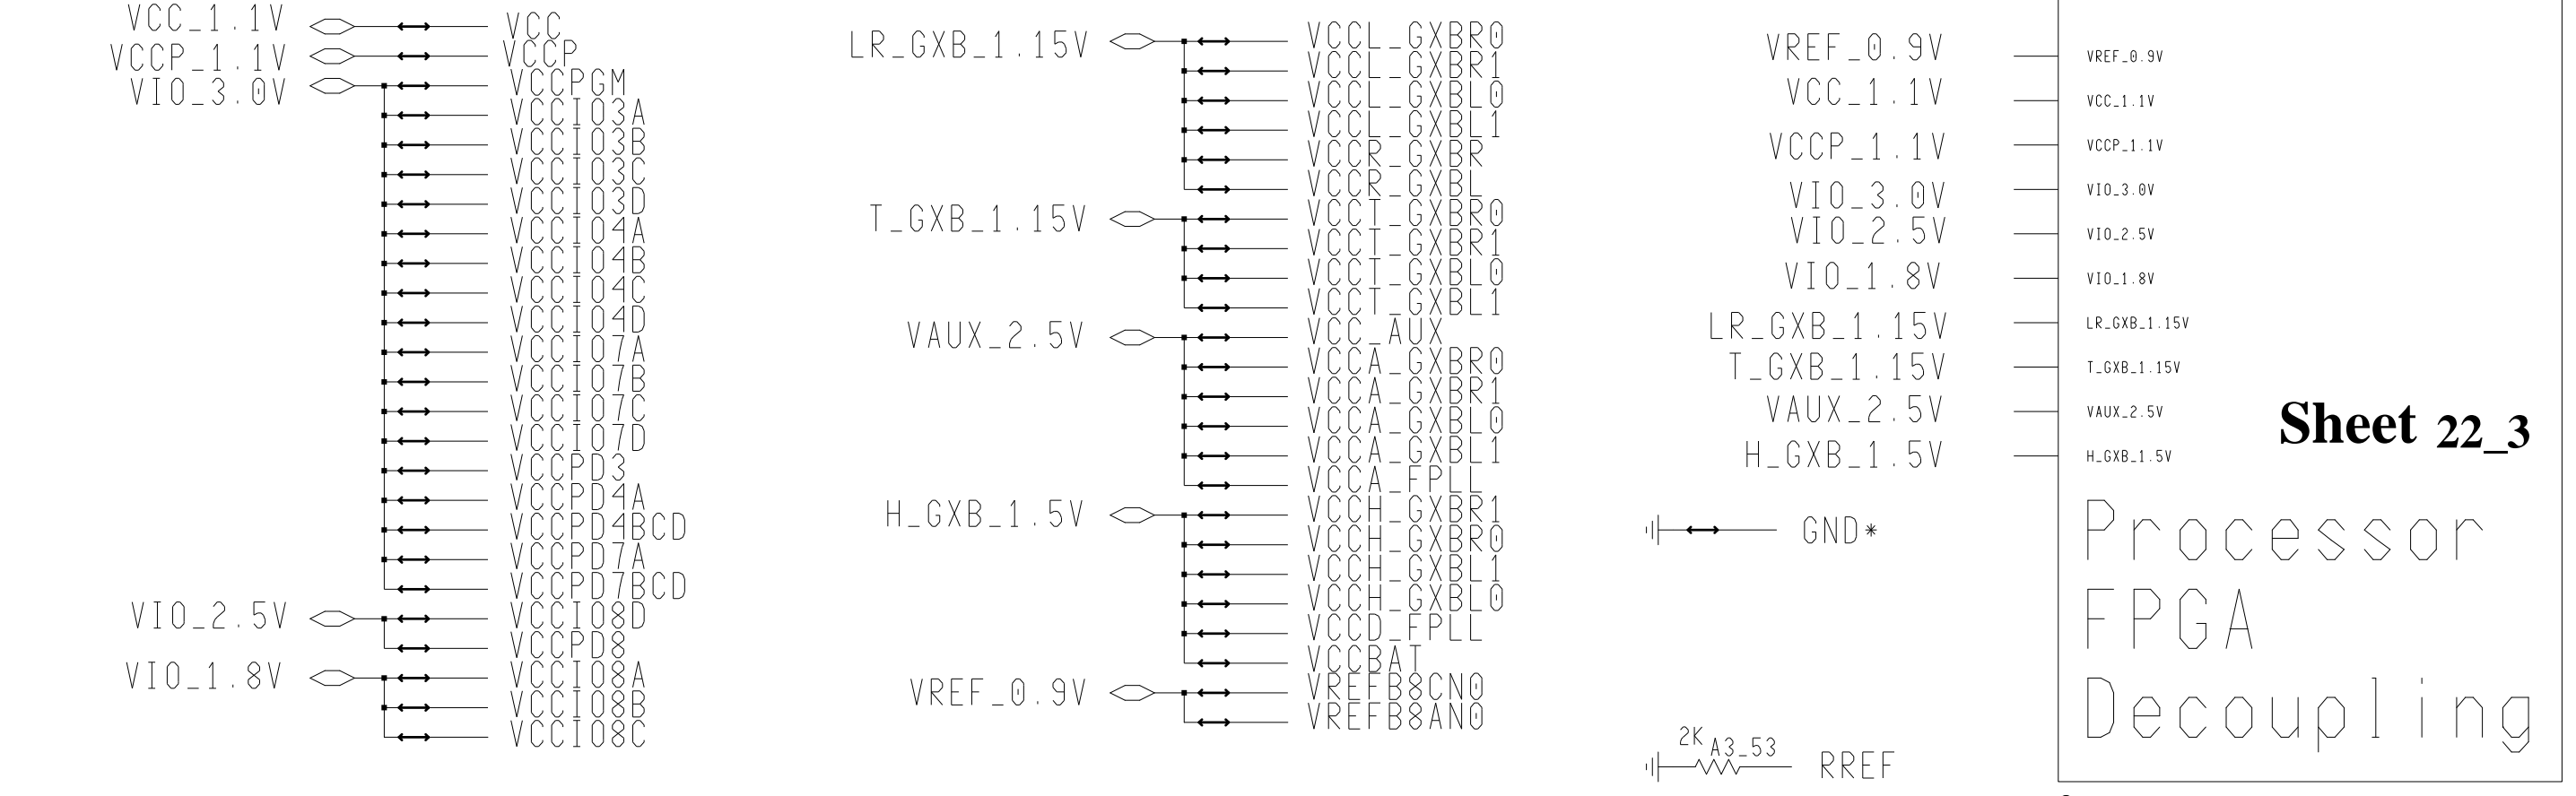 VCC_1.1V
VCC
VCCP_1.1V
VCCP
VIO_3.0V
VCCPGM
VCCIO3A
VCCIO3B
VCCIO3C
VCCIO3D
VCCIO4A
VCCIO4B
VCCIO4C
VCCIO4D
VCCIO7A
VCCIO7B
VCCIO7C
VCCIO7D
VCCPD3
VCCPD4A
VCCPD4BCD
VCCPD7A
VCCPD7BCD
VIO_2.5V
VCCIO8D
VCCPD8
VIO_1.8V
VCCIO8A
VCCIO8B
VCCIO8C
LR_GXB_1.15V
VCCL_GXBR0
VCCL_GXBR1
VCCL_GXBL0
VCCL_GXBL1
VCCR_GXBR
VCCR_GXBL
T_GXB_1.15V
VCCT_GXBR0
VCCT_GXBR1
VCCT_GXBL0
VCCT_GXBL1
VAUX_2.5V
VCC_AUX
VCCA_GXBR0
VCCA_GXBR1
VCCA_GXBL0
VCCA_GXBL1
VCCA_FPLL
H_GXB_1.5V
VCCH_GXBR1
VCCH_GXBR0
VCCH_GXBL1
VCCH_GXBL0
VCCD_FPLL
VCCBAT
VREF_0.9V
VREFB8CN0
VREFB8AN0
VREF_0.9V
VCC_1.1V
VCCP_1.1V
VIO_3.0V
VIO_2.5V
VIO_1.8V
LR_GXB_1.15V
T_GXB_1.15V
VAUX_2.5V
H_GXB_1.5V
GND*
2K A3_53
RREF
VREF_0.9V
VCC_1.1V
VCCP_1.1V
VIO_3.0V
VIO_2.5V
VIO_1.8V
LR_GXB_1.15V
T_GXB_1.15V
VAUX_2.5V
H_GXB_1.5V
Sheet 22_3
Processor
FPGA
Decoupling